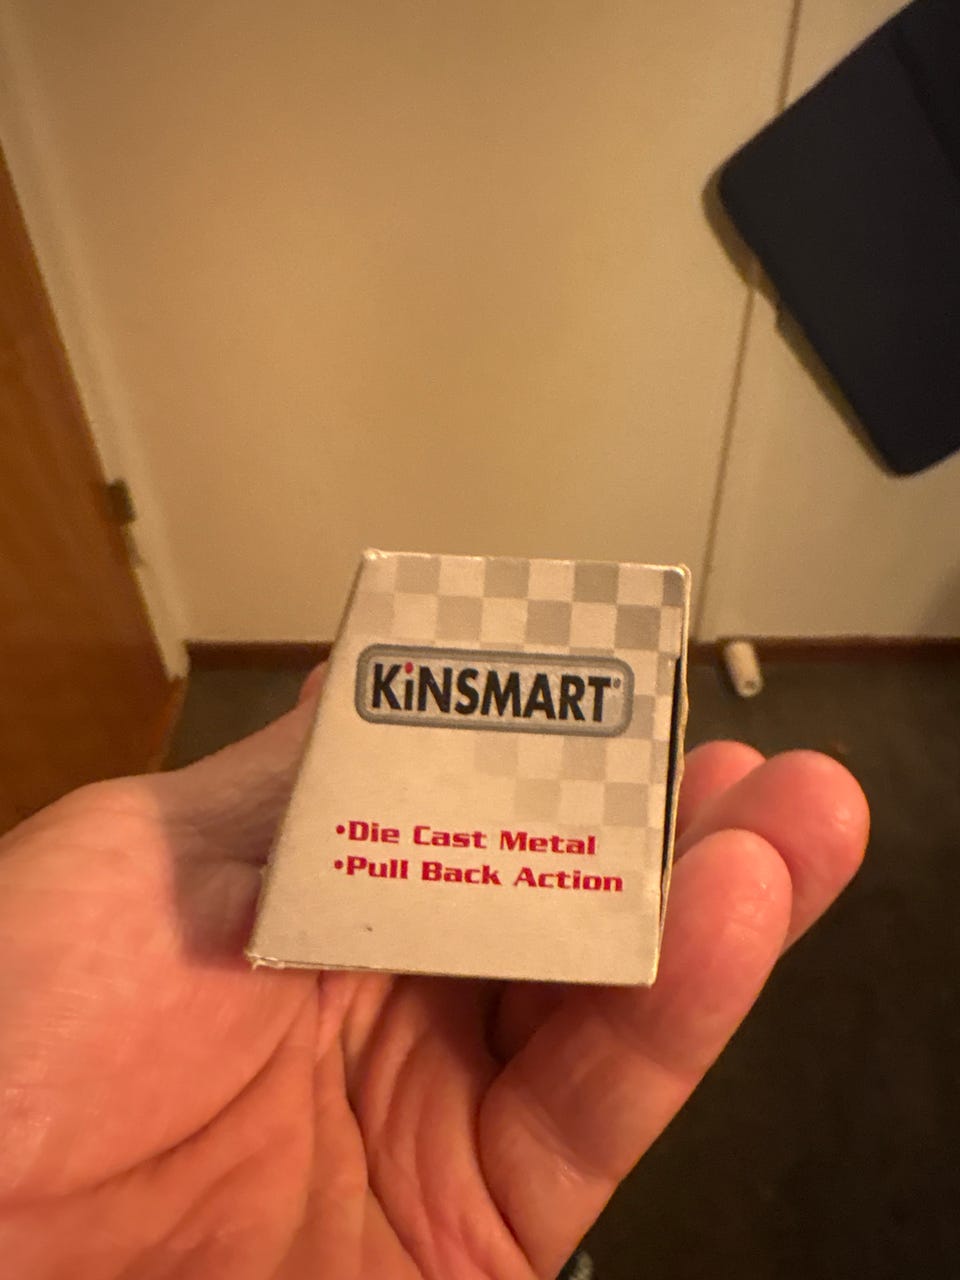 KiNSMART®
•Die Cast Metal
•Pull Back Action